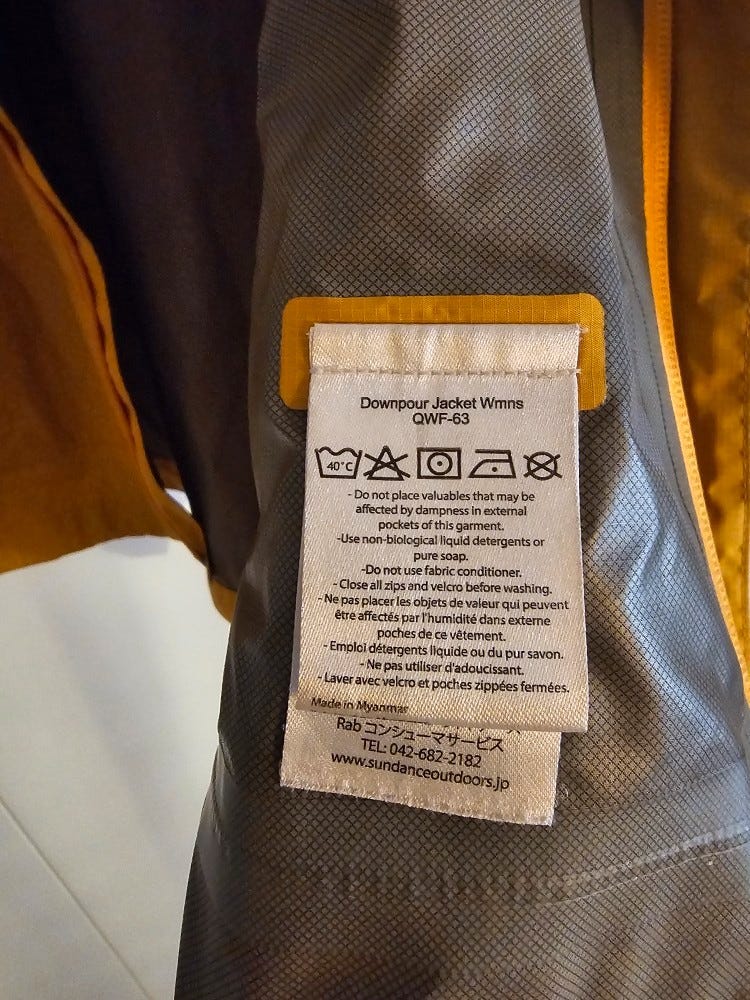 Downpour Jacket Wmns
QWF-63
40°C
- Do not place valuables that may be
affected by dampness in external
pockets of this garment.
-Use non-biological liquid detergents or
pure soap.
-Do not use fabric conditioner.
- Close all zips and velcro before washing.
- Ne pas placer les objets de valeur qui peuvent
être affectés par l'humidité dans externe
poches de ce vêtement.
- Emploi détergents liquide ou du pur savon.
- Ne pas utiliser d'adoucissant.
- Laver avec velcro et poches zippées fermées.
Made in Myanmar
Rab コンシューマサービス
TEL: 042-682-2182
www.sundanceoutdoors.jp